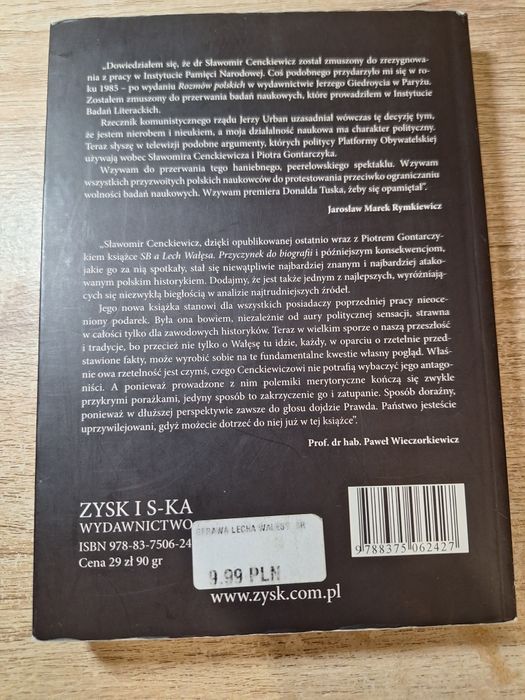 „Dowiedziałem się, że dr Sławomir Cenckiewicz został zmuszony do zrezygnowa-
nia z pracy w Instytucie Pamięci Narodowej. Coś podobnego przydarzyło mi się w ro-
ku 1985 – po wydaniu Rozmów polskich w wydawnictwie Jerzego Giedroycia w Paryżu.
Zostałem zmuszony do przerwania badań naukowych, które prowadziłem w Instytucie
Badań Literackich.
Rzecznik komunistycznego rządu Jerzy Urban uzasadniał wówczas tę decyzję tym,
że jestem nierobem i nieukiem, a moja działalność naukowa ma charakter polityczny.
Teraz słyszę w telewizji podobne argumenty, których politycy Platformy Obywatelskiej
używają wobec Sławomira Cenckiewicza i Piotra Gontarczyka.
Wzywam do przerwania tego haniebnego, peerelowskiego spektaklu. Wzywam
wszystkich przyzwoitych polskich naukowców do protestowania przeciwko ograniczaniu
wolności badań naukowych. Wzywam premiera Donalda Tuska, żeby się opamiętał”.
Jarosław Marek Rymkiewicz
„Sławomir Cenckiewicz, dzięki opublikowanej ostatnio wraz z Piotrem Gontarczy-
kiem książce SB a Lech Wałęsa. Przyczynek do biografii i późniejszym konsekwencjom,
jakie go za nią spotkały, stał się niewątpliwie najbardziej znanym i najbardziej atako-
wanym polskim historykiem. Dodajmy, że jest także jednym z najlepszych, wyróżniają-
cych się niezwykłą biegłością w analizie najtrudniejszych źródeł.
Jego nowa książka stanowi dla wszystkich posiadaczy poprzedniej pracy nieoce-
niony podarek. Była ona bowiem, niezależnie od aury politycznej sensacji, strawna
w całości tylko dla zawodowych historyków. Teraz w wielkim sporze o naszą przeszłość
i tradycje, bo przecież nie tylko o Wałęsę tu idzie, każdy, w oparciu o rzetelnie przed-
stawione fakty, może wyrobić sobie na te fundamentalne kwestie własny pogląd. Właś-
nie owa rzetelność jest czymś, czego Cenckiewiczowi nie potrafią wybaczyć jego antago-
niści. A ponieważ prowadzone z nim polemiki merytoryczne kończą się zwykle
przykrymi porażkami, jedyny sposób to zakrzyczenie go i zatupanie. Sposób doraźny,
ponieważ w dłuższej perspektywie zawsze do głosu dojdzie Prawda. Państwo jesteście
uprzywilejowani, gdyż możecie dotrzeć do niej już w tej książce”.
Prof. dr hab. Paweł Wieczorkiewicz
ZYSK I S-KA
WYDAWNICTWO
ISBN 978-83-7506-24
Cena 29 zł 90 gr
SPRAWA LECHA WAŁĘSY
9.99 PLN
9 788375 062427
www.zysk.com.pl